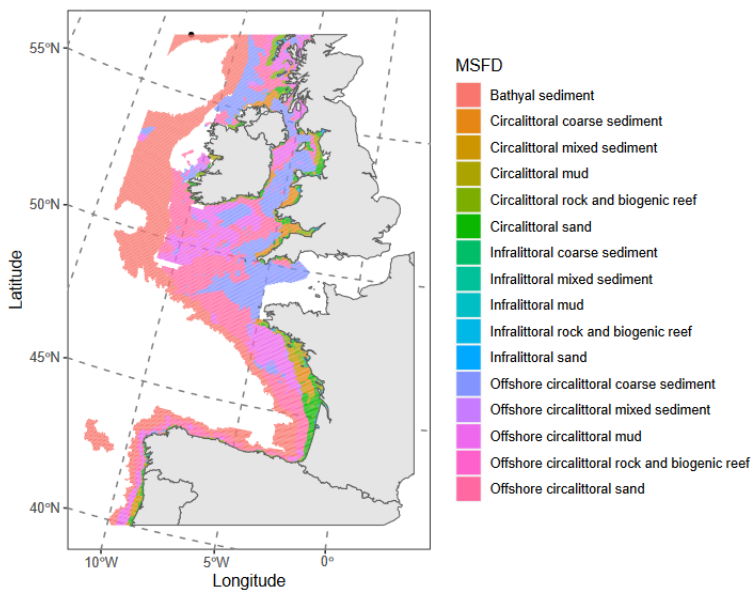 55°N
50°N
45°N
40°N
Latitude
10°W
5°W
0°
Longitude
MSFD
Bathyal sediment
Circalittoral coarse sediment
Circalittoral mixed sediment
Circalittoral mud
Circalittoral rock and biogenic reef
Circalittoral sand
Infralittoral coarse sediment
Infralittoral mixed sediment
Infralittoral mud
Infralittoral rock and biogenic reef
Infralittoral sand
Offshore circalittoral coarse sediment
Offshore circalittoral mixed sediment
Offshore circalittoral mud
Offshore circalittoral rock and biogenic reef
Offshore circalittoral sand